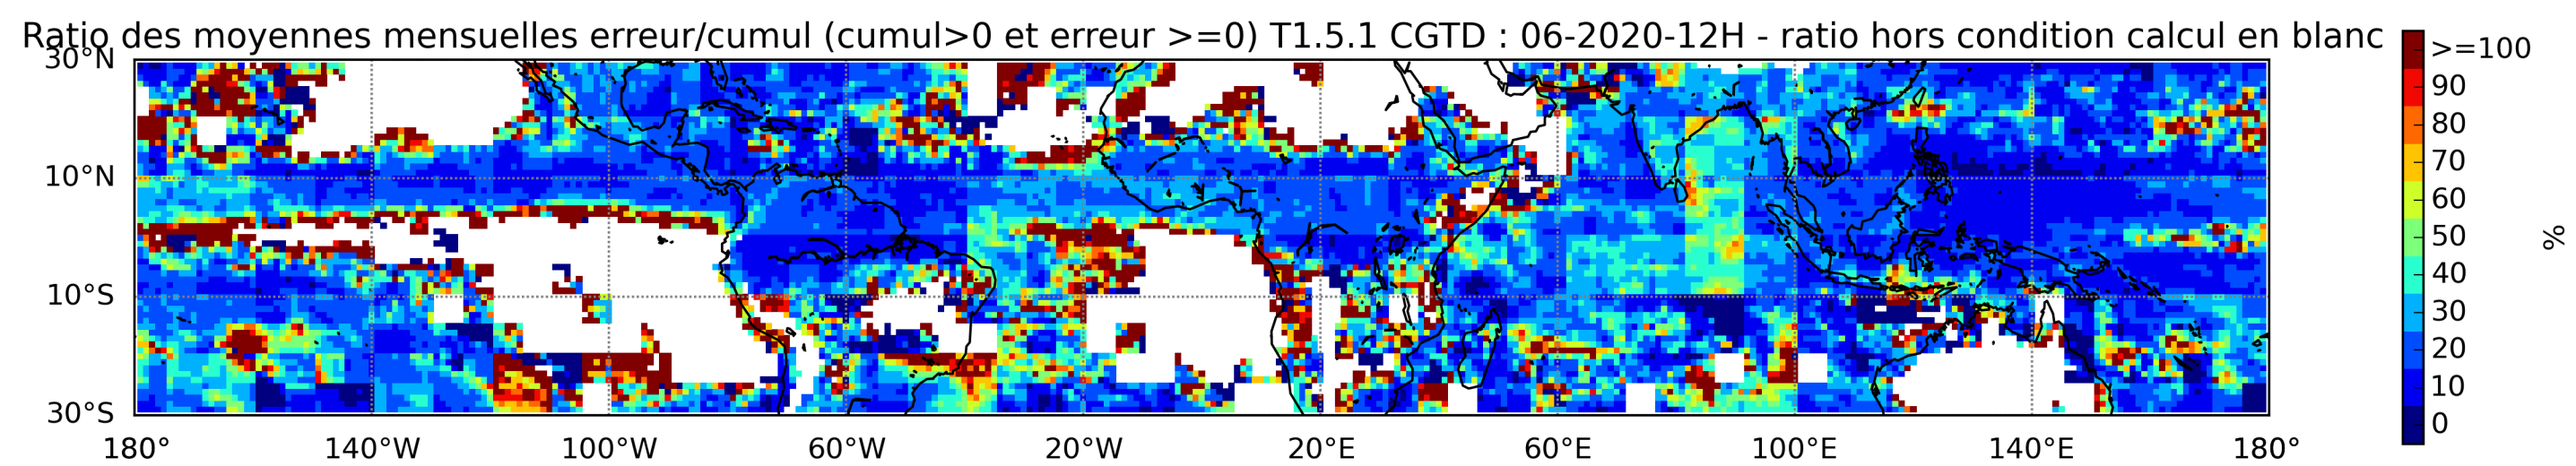 Ratio des moyennes mensuelles erreur/cumul (cumul>0 et erreur >=0) T1.5.1 CGTD : 06-2020-12H - ratio hors condition calcul en blanc
30°N
10°N
10°S
30°S
180° 140°W 100°W 60°W 20°W 20°E 60°E 100°E 140°E 180°
>=100
90
80
70
60
50
40
30
20
10
0
%